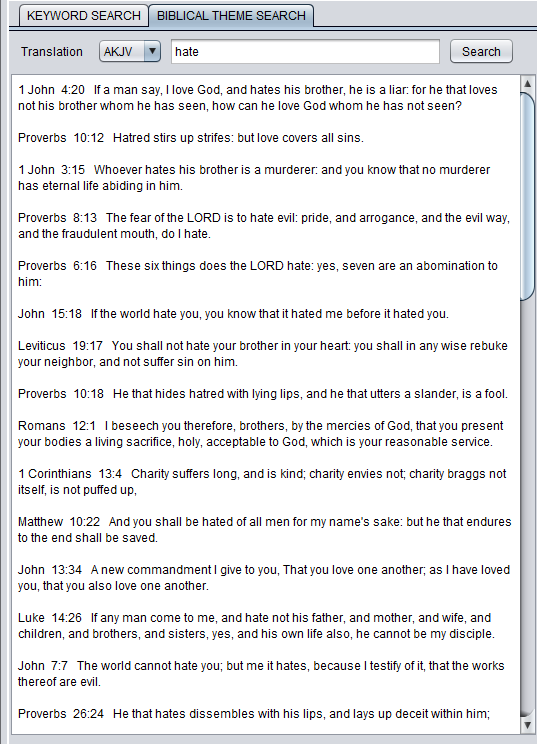 KEYWORD SEARCH BIBLICAL THEME SEARCH
Translation AKJV hate Search
1 John 4:20 If a man say, I love God, and hates his brother, he is a liar: for he that loves
not his brother whom he has seen, how can he love God whom he has not seen?
Proverbs 10:12 Hatred stirs up strifes: but love covers all sins.
1 John 3:15 Whoever hates his brother is a murderer: and you know that no murderer
has eternal life abiding in him.
Proverbs 8:13 The fear of the LORD is to hate evil: pride, and arrogance, and the evil way,
and the fraudulent mouth, do I hate.
Proverbs 6:16 These six things does the LORD hate: yes, seven are an abomination to
him:
John 15:18 If the world hate you, you know that it hated me before it hated you.
Leviticus 19:17 You shall not hate your brother in your heart: you shall in any wise rebuke
your neighbor, and not suffer sin on him.
Proverbs 10:18 He that hides hatred with lying lips, and he that utters a slander, is a fool.
Romans 12:1 I beseech you therefore, brothers, by the mercies of God, that you present
your bodies a living sacrifice, holy, acceptable to God, which is your reasonable service.
1 Corinthians 13:4 Charity suffers long, and is kind; charity envies not; charity braggs not
itself, is not puffed up,
Matthew 10:22 And you shall be hated of all men for my name's sake: but he that endures
to the end shall be saved.
John 13:34 A new commandment I give to you, That you love one another; as I have loved
you, that you also love one another.
Luke 14:26 If any man come to me, and hate not his father, and mother, and wife, and
children, and brothers, and sisters, yes, and his own life also, he cannot be my disciple.
John 7:7 The world cannot hate you; but me it hates, because I testify of it, that the works
thereof are evil.
Proverbs 26:24 He that hates dissembles with his lips, and lays up deceit within him;